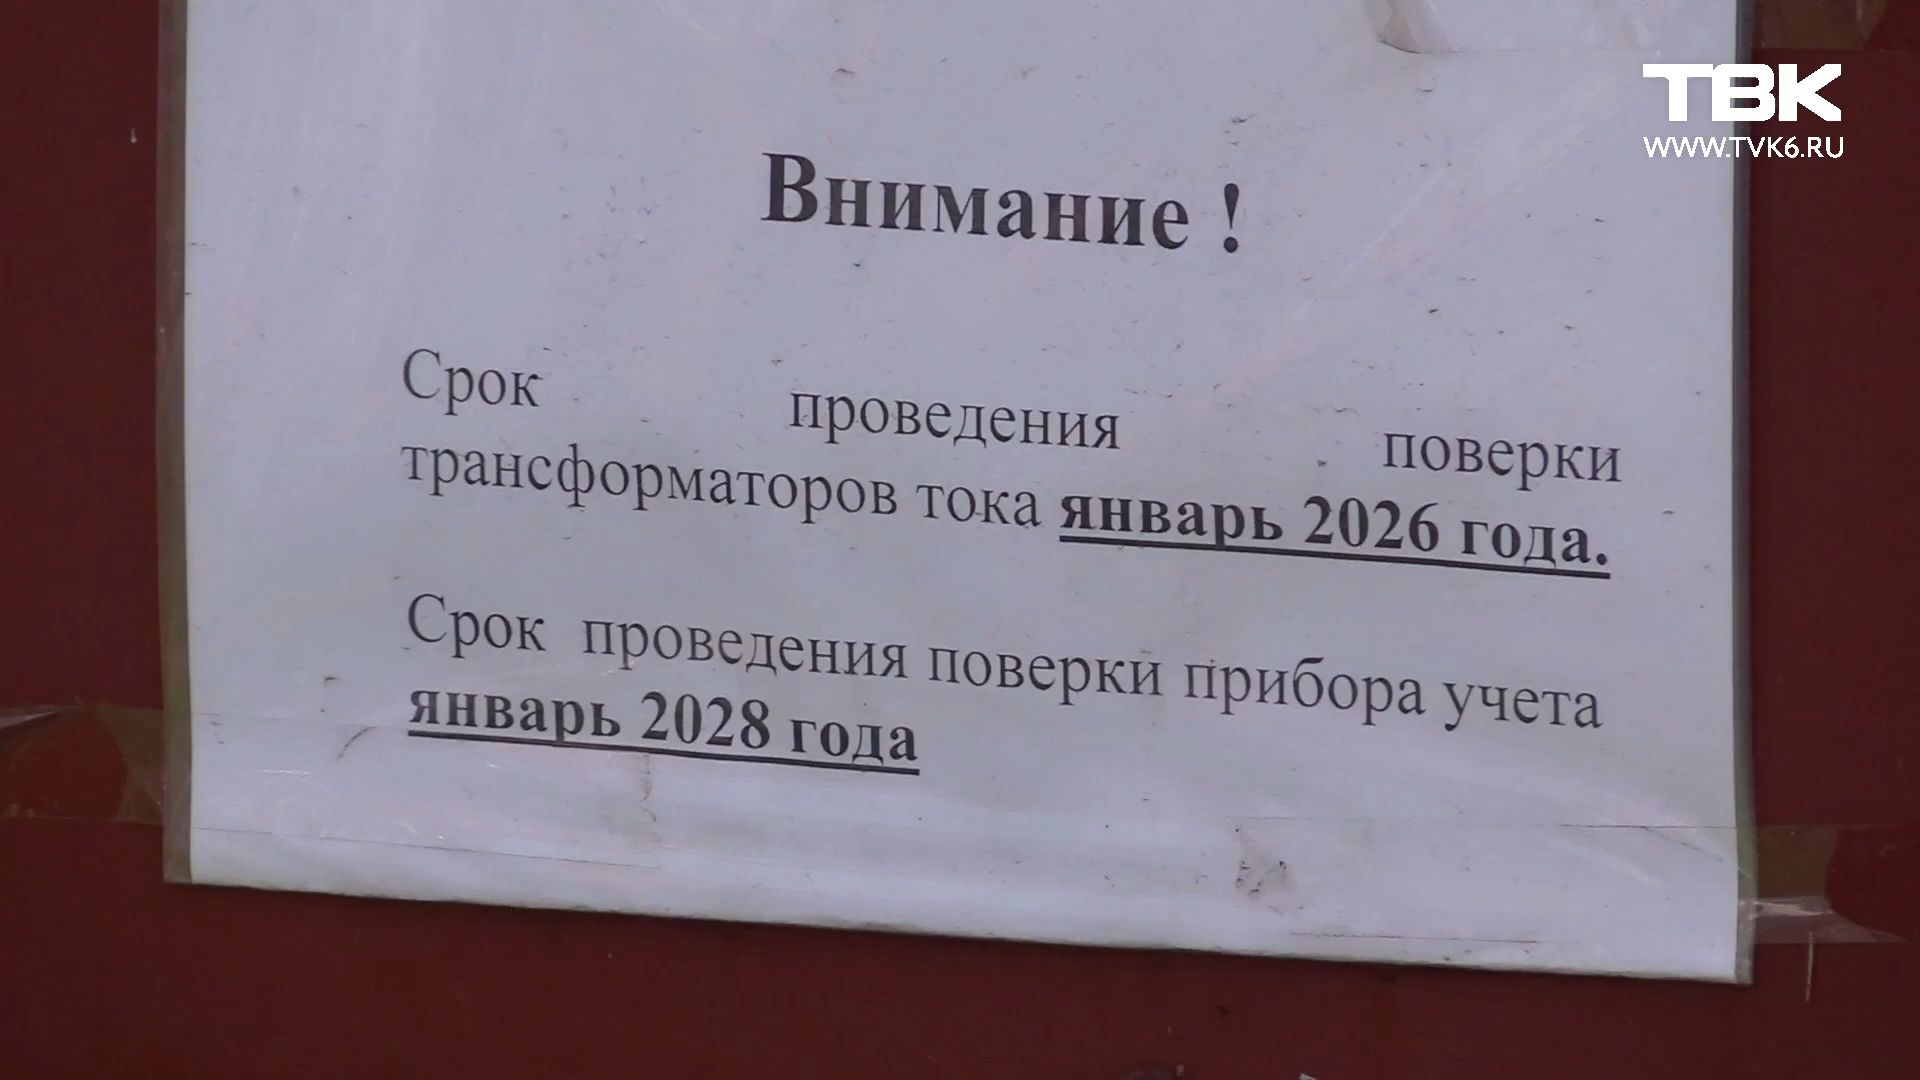 ТВК
WWW.TVK6.RU
Внимание !
Срок проведения поверки
трансформаторов тока январь 2026 года.
Срок проведения поверки прибора учета
январь 2028 года